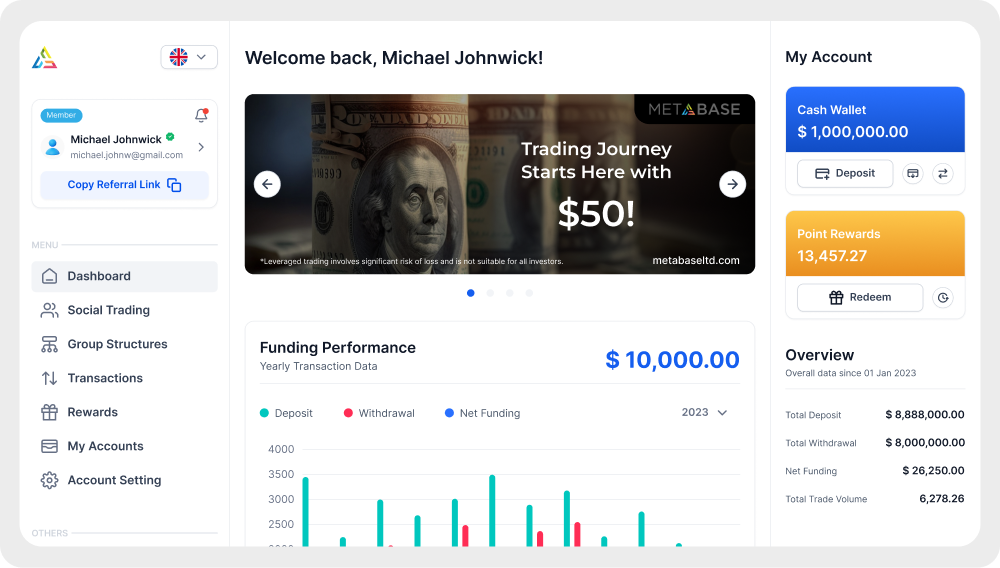 Member
Michael Johnwick
michael.johnw@gmail.com
Copy Referral Link
MENU
Dashboard
Social Trading
Group Structures
Transactions
Rewards
My Accounts
Account Setting
OTHERS
Welcome back, Michael Johnwick!
METABASE
Trading Journey
Starts Here with
$50!
*Leveraged trading involves significant risk of loss and is not suitable for all investors.
metabaseltd.com
Funding Performance
Yearly Transaction Data
$ 10,000.00
Deposit
Withdrawal
Net Funding
2023
4000
3500
3000
2500
My Account
Cash Wallet
$ 1,000,000.00
Deposit
Point Rewards
13,457.27
Redeem
Overview
Overall data since 01 Jan 2023
Total Deposit $ 8,888,000.00
Total Withdrawal $ 8,000,000.00
Net Funding $ 26,250.00
Total Trade Volume 6,278.26